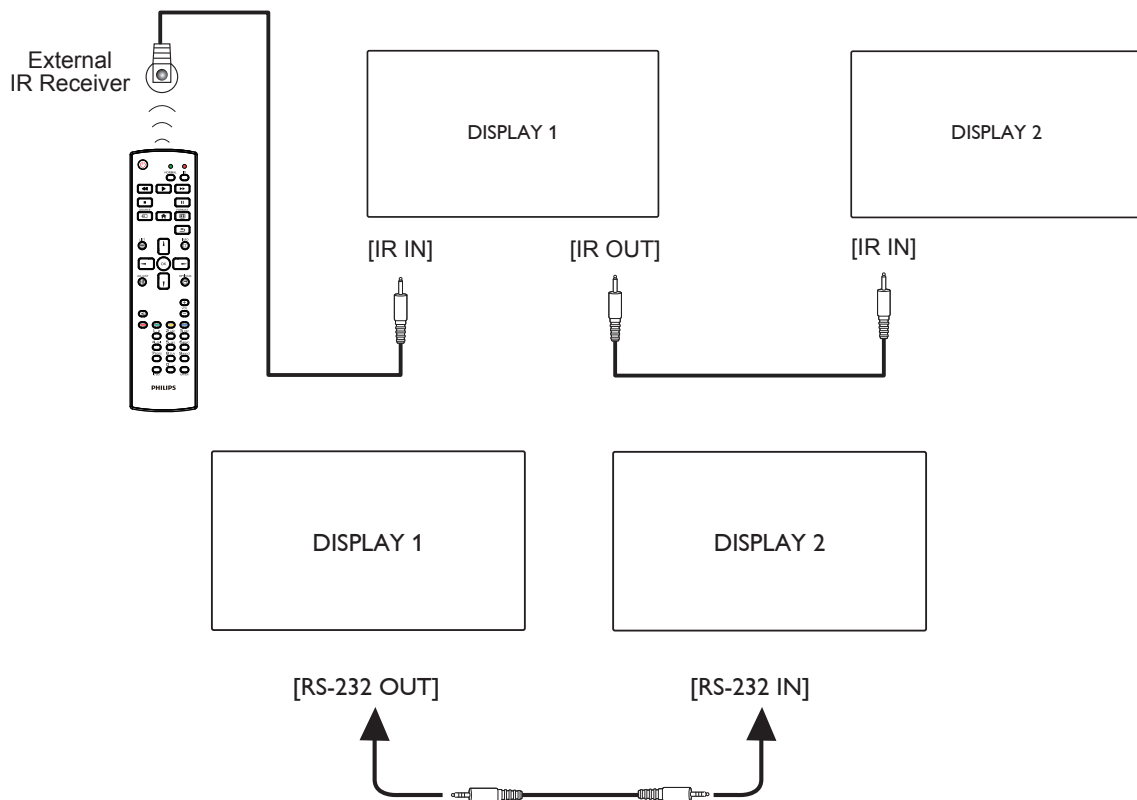 External
IR Receiver
DISPLAY 1
DISPLAY 2
[IR IN]
[IR OUT]
[IR IN]
PHILIPS
DISPLAY 1
DISPLAY 2
[RS-232 OUT]
[RS-232 IN]